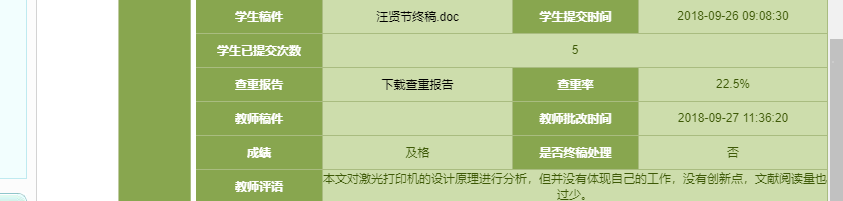 学生稿件 汪贤节终稿.doc 学生提交时间 2018-09-26 09:08:30
学生已提交次数 5
查重报告 下载查重报告 查重率 22.5%
教师稿件 教师批改时间 2018-09-27 11:36:20
成绩 及格 是否终稿处理 否
教师评语 本文对激光打印机的设计原理进行分析，但并没有体现自己的工作，没有创新点，文献阅读量也
过少。